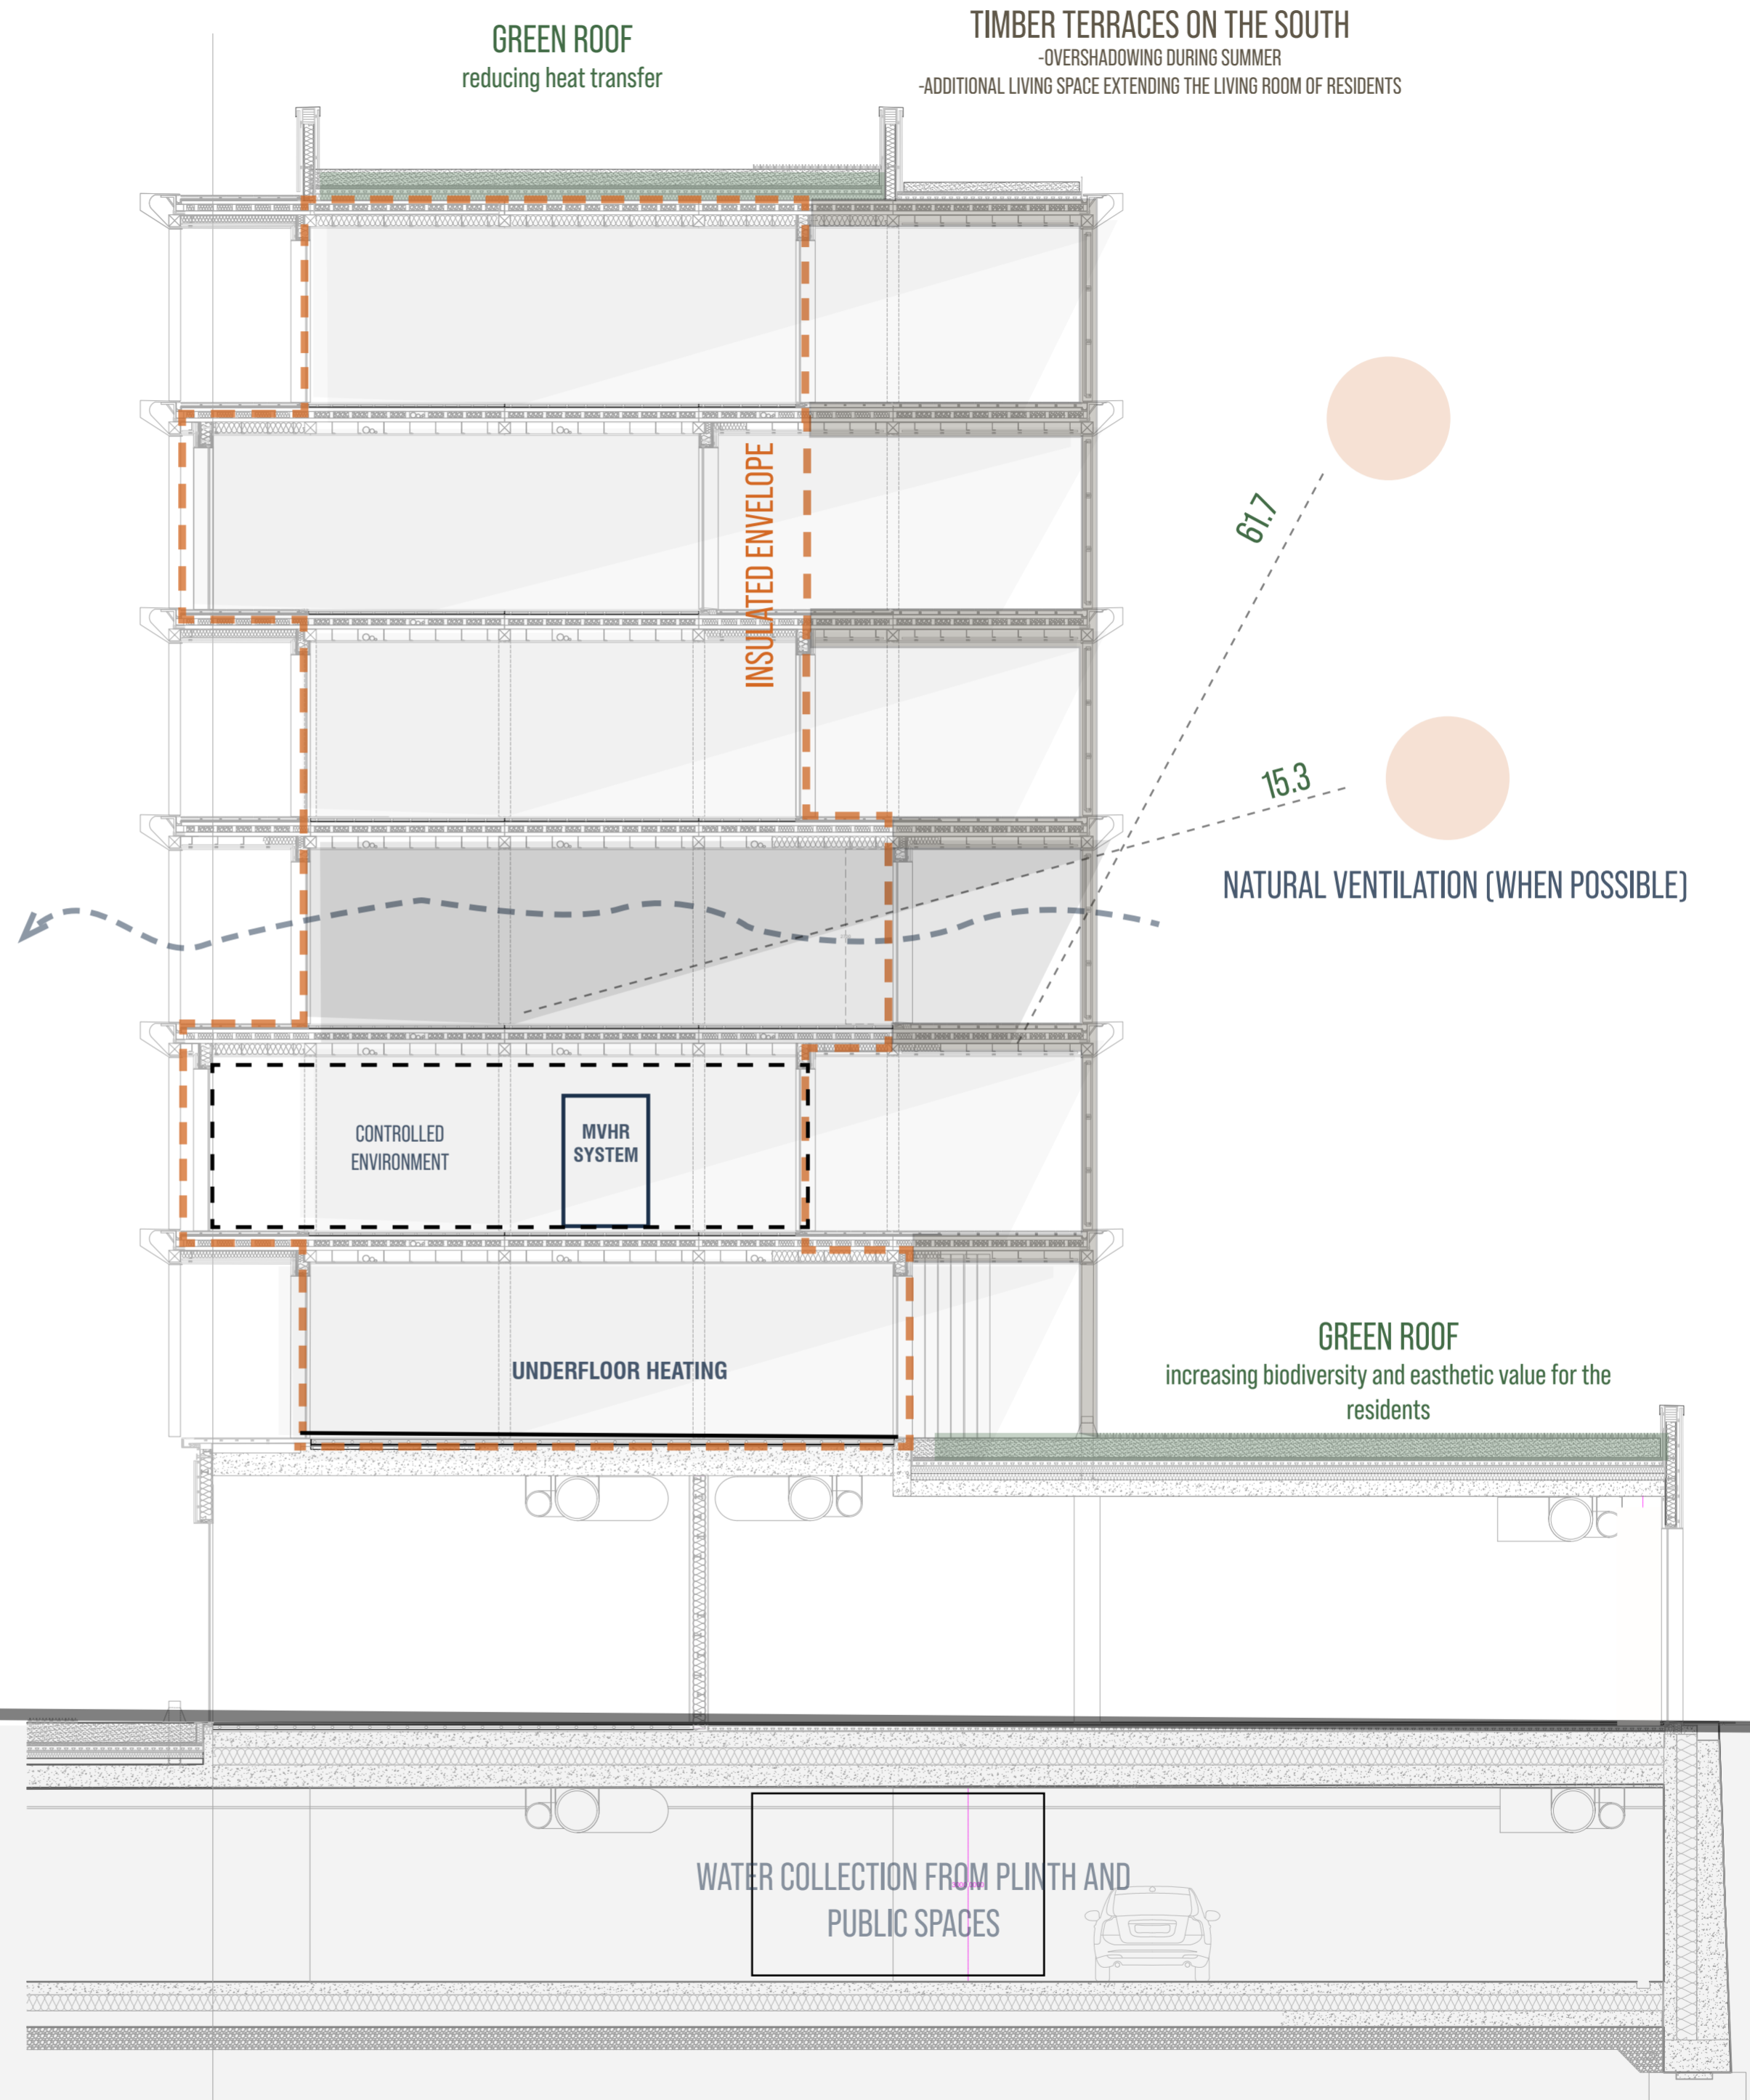 GREEN ROOF
reducing heat transfer
TIMBER TERRACES ON THE SOUTH
-OVERSHADOWING DURING SUMMER
-ADDITIONAL LIVING SPACE EXTENDING THE LIVING ROOM OF RESIDENTS
INSULATED ENVELOPE
61.7
15.3
NATURAL VENTILATION (WHEN POSSIBLE)
CONTROLLED
ENVIRONMENT
MVHR
SYSTEM
UNDERFLOOR HEATING
GREEN ROOF
increasing biodiversity and easthetic value for the
residents
WATER COLLECTION FROM PLINTH AND
PUBLIC SPACES